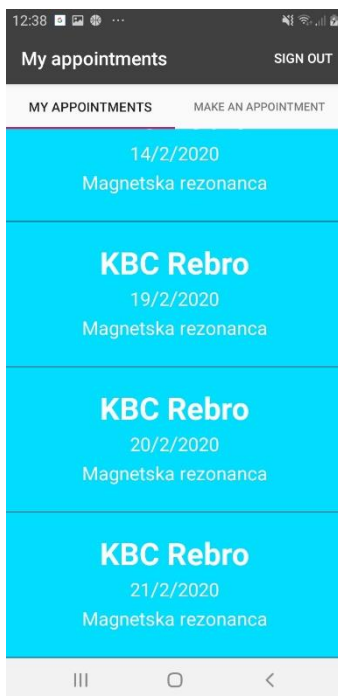 12:38
My appointments
SIGN OUT
MY APPOINTMENTS
MAKE AN APPOINTMENT
14/2/2020
Magnetska rezonanca
KBC Rebro
19/2/2020
Magnetska rezonanca
KBC Rebro
20/2/2020
Magnetska rezonanca
KBC Rebro
21/2/2020
Magnetska rezonanca